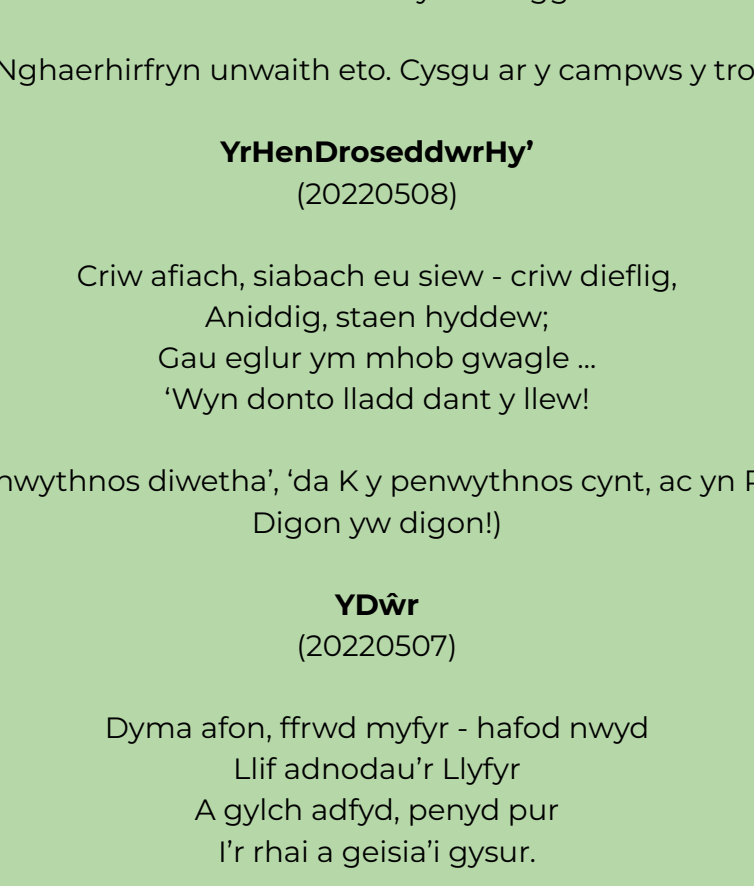 Nghaerhirfryn unwaith eto. Cysgu ar y campws y tro
YrHenDroseddwrHy’
(20220508)
Criw afiach, siabach eu siew - criw dieflig,
Aniddig, staen hyddew;
Gau eglur ym mhob gwagle ...
‘Wyn donto lladd dant y llew!
nwythnos diwetha’, ‘da K y penwythnos cynt, ac yn
Digon yw digon!)
YDŵr
(20220507)
Dyma afon, ffrwd myfyr - hafod nwyd
Llif adnodau’r Llyfyr
A gylch adfyd, penyd pur
I’r rhai a geisia’i gysur.